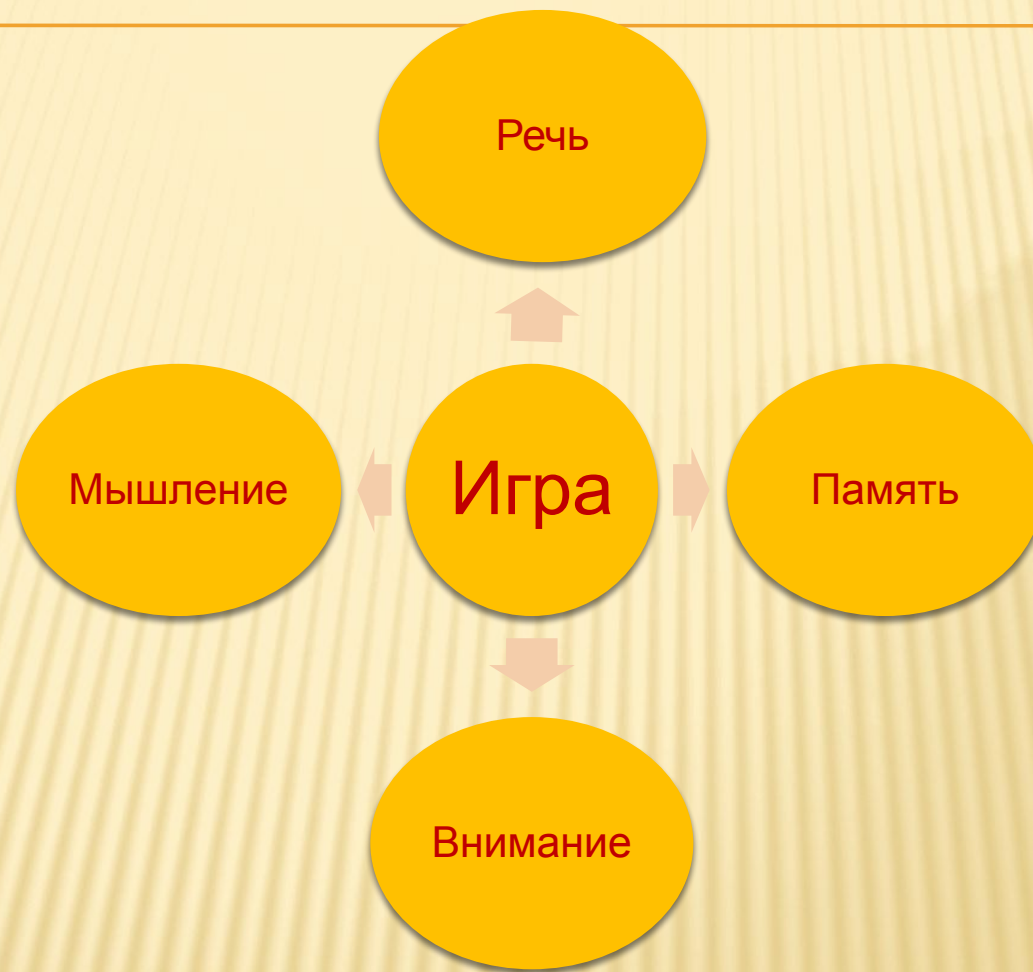 Речь
Мышление
Игра
Память
Внимание